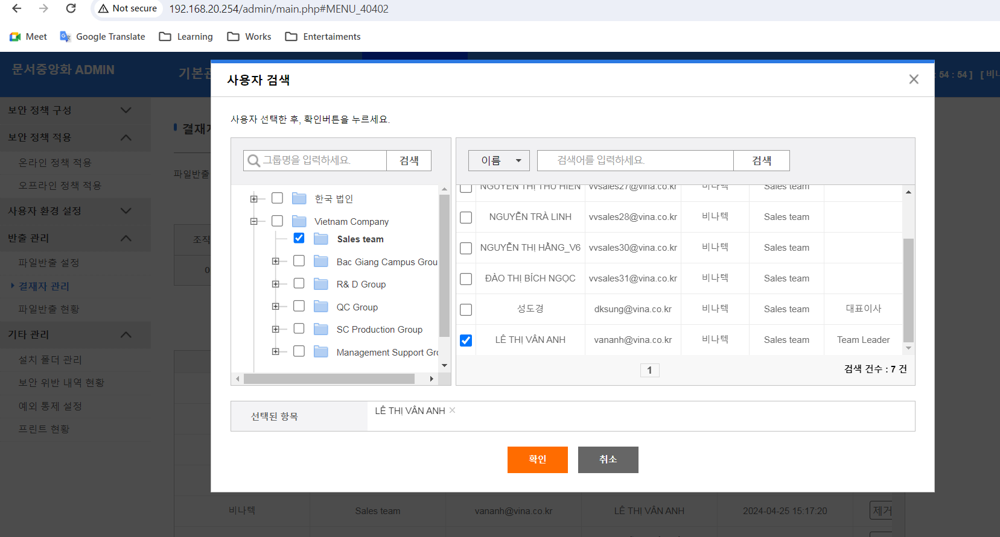 Not secure 192.168.20.254/admin/main.php#MENU_40402
Meet Google Translate Learning Works Entertaiments
문서중앙화 ADMIN
기본관
: 54 : 54 ] [ 비나
보안 정책 구성
보안 정책 적용
온라인 정책 적용
오프라인 정책 적용
사용자 환경 설정
반출 관리
파일반출 설정
결재자 관리
파일반출 현황
기타 관리
설치 폴더 관리
보안 위반 내역 현황
예외 통제 설정
프린트 현황
결재자
파일반출
조직
0
사용자 검색
사용자 선택한 후, 확인버튼을 누르세요.
그룹명을 입력하세요. 검색
한국 법인
Vietnam Company
Sales team
Bac Giang Campus Grou
R& D Group
QC Group
SC Production Group
Management Support Gro
이름 검색어를 입력하세요. 검색
NGUYỄN THỊ THU HIỀN vvsales27@vina.co.kr 비나텍 Sales team
NGUYỄN TRÀ LINH vvsales28@vina.co.kr 비나텍 Sales team
NGUYỄN THỊ HẰNG_V6 vvsales30@vina.co.kr 비나텍 Sales team
ĐÀO THỊ BÍCH NGỌC vvsales31@vina.co.kr 비나텍 Sales team
성도경 dksung@vina.co.kr 비나텍 Sales team 대표이사
LÊ THỊ VÂN ANH vananh@vina.co.kr 비나텍 Sales team Team Leader
1 검색 건수 : 7 건
선택된 항목 LÊ THỊ VÂN ANH
확인 취소
비나텍 Sales team vananh@vina.co.kr LÊ THỊ VÂN ANH 2024-04-25 15:17:20 제거